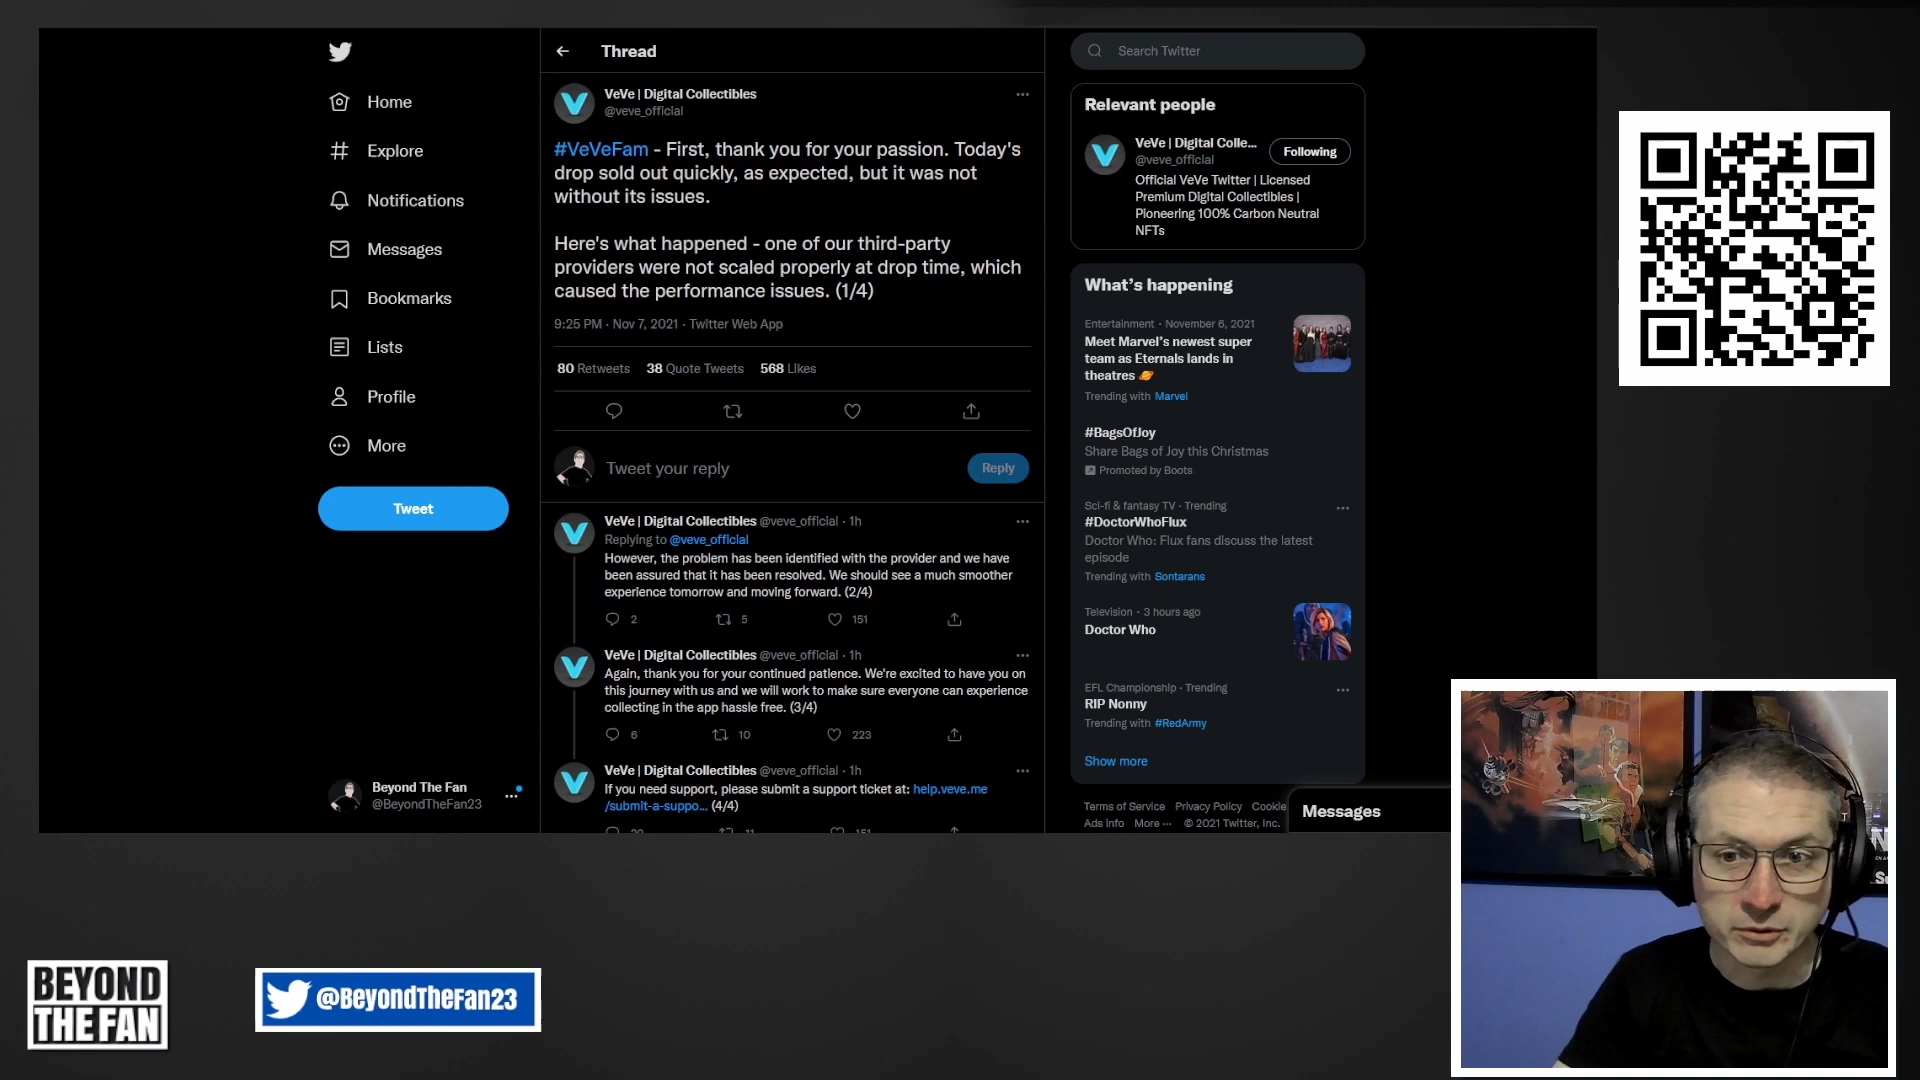 Home
Explore
Notifications
Messages
Bookmarks
Lists
Profile
More
Tweet
Beyond The Fan
@BeyondTheFan23
Thread
VeVe | Digital Collectibles
@veve_official
#VeVeFam - First, thank you for your passion. Today's
drop sold out quickly, as expected, but it was not
without its issues.
Here's what happened - one of our third-party
providers were not scaled properly at drop time, which
caused the performance issues. (1/4)
9:25 PM · Nov 7, 2021 · Twitter Web App
80 Retweets 38 Quote Tweets 568 Likes
Tweet your reply
Reply
VeVe | Digital Collectibles @veve_official · 1h
Replying to @veve_official
However, the problem has been identified with the provider and we have
been assured that it has been resolved. We should see a much smoother
experience tomorrow and moving forward. (2/4)
2 5 151
VeVe | Digital Collectibles @veve_official · 1h
Again, thank you for your continued patience. We're excited to have you on
this journey with us and we will work to make sure everyone can experience
collecting in the app hassle free. (3/4)
6 10 223
VeVe | Digital Collectibles @veve_official · 1h
If you need support, please submit a support ticket at: help.veve.me
/submit-a-suppo... (4/4)
Search Twitter
Relevant people
VeVe | Digital Colle...
@veve_official
Following
Official VeVe Twitter | Licensed
Premium Digital Collectibles |
Pioneering 100% Carbon Neutral
NFTs
What's happening
Entertainment · November 6, 2021
Meet Marvel's newest super
team as Eternals lands in
theatres 🪐
Trending with Marvel
#BagsOfJoy
Share Bags of Joy this Christmas
Promoted by Boots
Sci-fi & fantasy TV · Trending
#DoctorWhoFlux
Doctor Who: Flux fans discuss the latest
episode
Trending with Sontarans
Television · 3 hours ago
Doctor Who
EFL Championship · Trending
RIP Nonny
Trending with #RedArmy
Show more
Terms of Service Privacy Policy Cookie
Ads info More ··· © 2021 Twitter, Inc.
Messages
BEYOND
THE FAN
@BeyondTheFan23